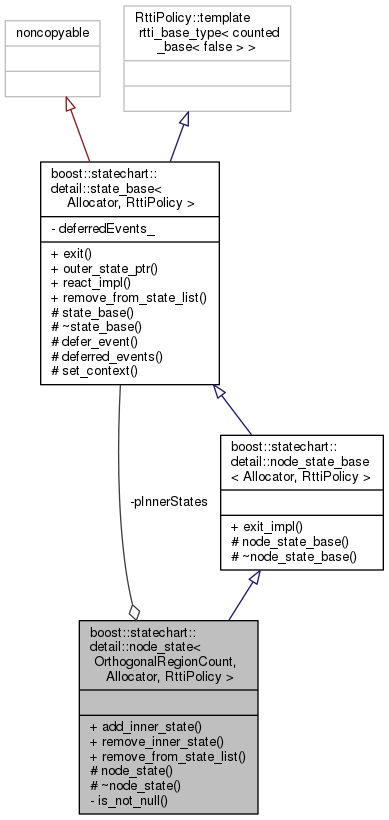 noncopyable
RttiPolicy::template
rtti_base_type< counted
_base< false > >
boost::statechart::
detail::state_base<
Allocator, RttiPolicy >
- deferredEvents_
+ exit()
+ outer_state_ptr()
+ react_impl()
+ remove_from_state_list()
# state_base()
# ~state_base()
# defer_event()
# deferred_events()
# set_context()
boost::statechart::
detail::node_state_base
< Allocator, RttiPolicy >
+ exit_impl()
# node_state_base()
# ~node_state_base()
-pInnerStates
boost::statechart::
detail::node_state<
OrthogonalRegionCount,
Allocator, RttiPolicy >
+ add_inner_state()
+ remove_inner_state()
+ remove_from_state_list()
# node_state()
# ~node_state()
- is_not_null()